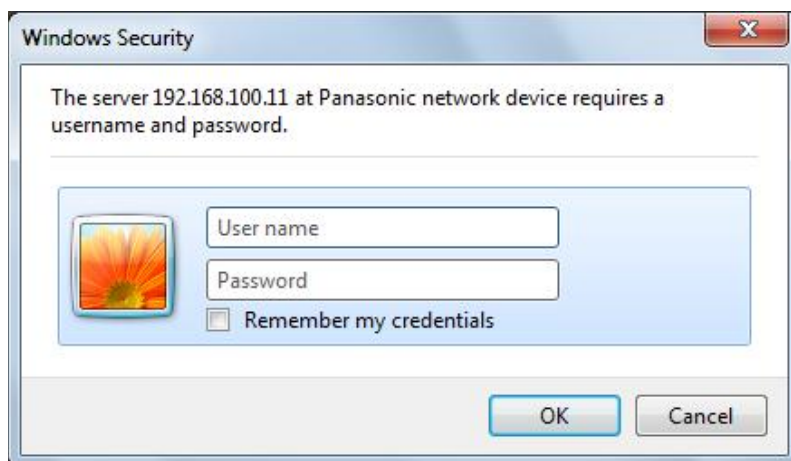 Windows Security
The server 192.168.100.11 at Panasonic network device requires a
username and password.
User name
Password
Remember my credentials
OK
Cancel